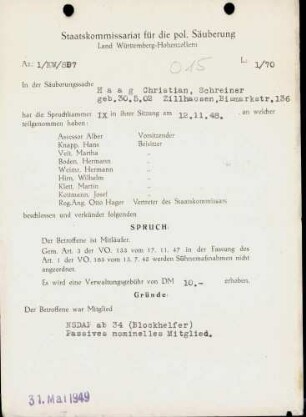 Staatskommissariat für die pol. Säuberung
Land Württemberg-Hohenzollern
Az.: 1/KW/887
015
L: 1/70
In der Säuberungssache
Haag Christian, Schreiner
geb.30.5.02 Zillhausen,Bismarkstr.136
hat die Spruchkammer IX in ihrer Sitzung am 12.11.48. , an welcher
teilgenommen haben:
Assessor Alber Vorsitzender
Knapp, Hans Beisitzer
Veit, Martha „
Boden, Hermann „
Weimr, Hermann „
Hirn, Wilhelm „
Klett, Martin „
Kottmann, Josef „
Reg.Ang. Otto Hager Vertreter des Staatskommissars
beschlossen und verkündet folgenden
SPRUCH:
Der Betroffene ist Mitläufer.
Gem. Art. 3 der VO. 133 vom 17. 11. 47 in der Fassung des
Art. 1 der VO. 165 vom 13. 7. 48 werden Sühnemaßnahmen nicht
angeordnet.
Es wird eine Verwaltungsgebühr von DM 10.- erhoben.
Gründe:
Der Betroffene war Mitglied
NSDAP ab 34 (Blockhelfer)
Passives nominelles Mitglied.
31. Mai 1949